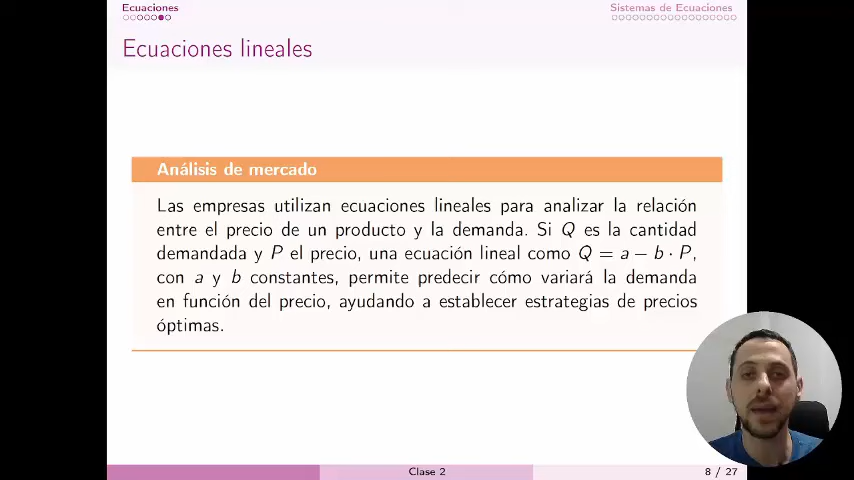 Ecuaciones
Sistemas de Ecuaciones
Ecuaciones lineales
Análisis de mercado
Las empresas utilizan ecuaciones lineales para analizar la relación
entre el precio de un producto y la demanda. Si Q es la cantidad
demandada y P el precio, una ecuación lineal como Q = a − b · P,
con a y b constantes, permite predecir cómo variará la demanda
en función del precio, ayudando a establecer estrategias de precios
óptimas.
Clase 2
8 / 27